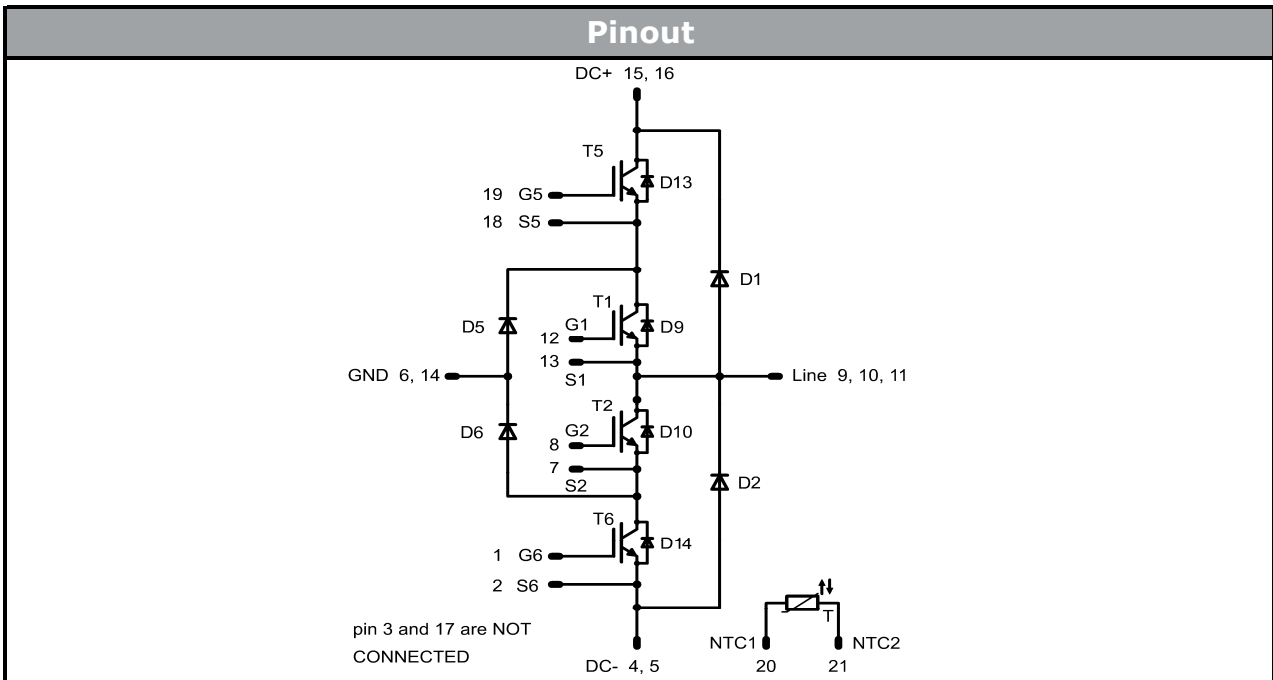 Pinout
DC+ 15, 16
T5
D13
19 G5
18 S5
D1
T1
D5
G1
D9
12
13
GND 6, 14
S1
Line 9, 10, 11
T2
D6
G2
D10
8
7
S2
D2
T6
D14
1 G6
2 S6
T
pin 3 and 17 are NOT
CONNECTED
NTC1
NTC2
DC- 4, 5
20
21